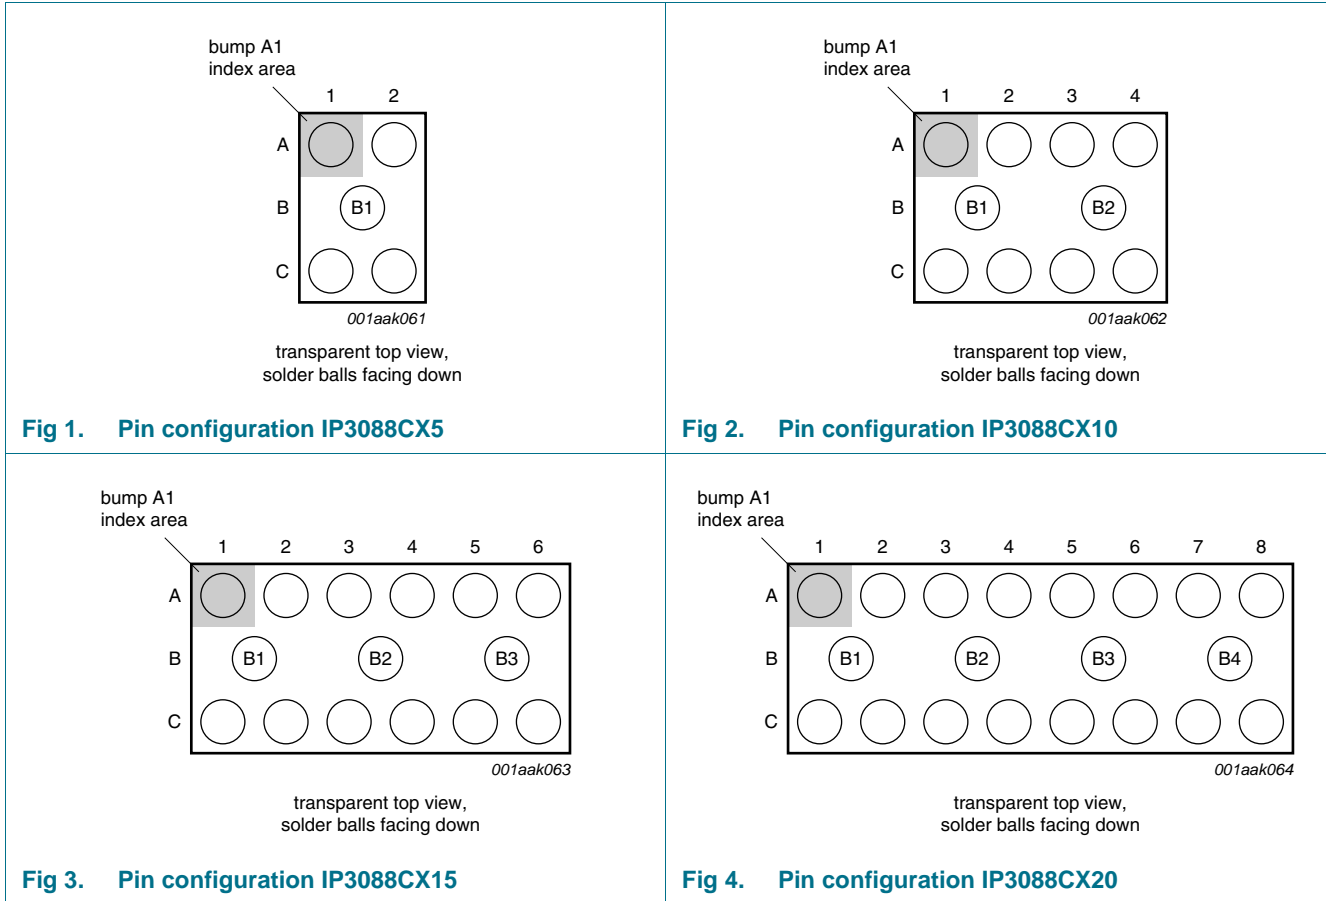 bump A1
index area
1 2
A
B B1
C
001aak061
transparent top view,
solder balls facing down
Fig 1. Pin configuration IP3088CX5
bump A1
index area
1 2 3 4
A
B B1 B2
C
001aak062
transparent top view,
solder balls facing down
Fig 2. Pin configuration IP3088CX10
bump A1
index area
1 2 3 4 5 6
A
B B1 B2 B3
C
001aak063
transparent top view,
solder balls facing down
Fig 3. Pin configuration IP3088CX15
bump A1
index area
1 2 3 4 5 6 7 8
A
B B1 B2 B3 B4
C
001aak064
transparent top view,
solder balls facing down
Fig 4. Pin configuration IP3088CX20